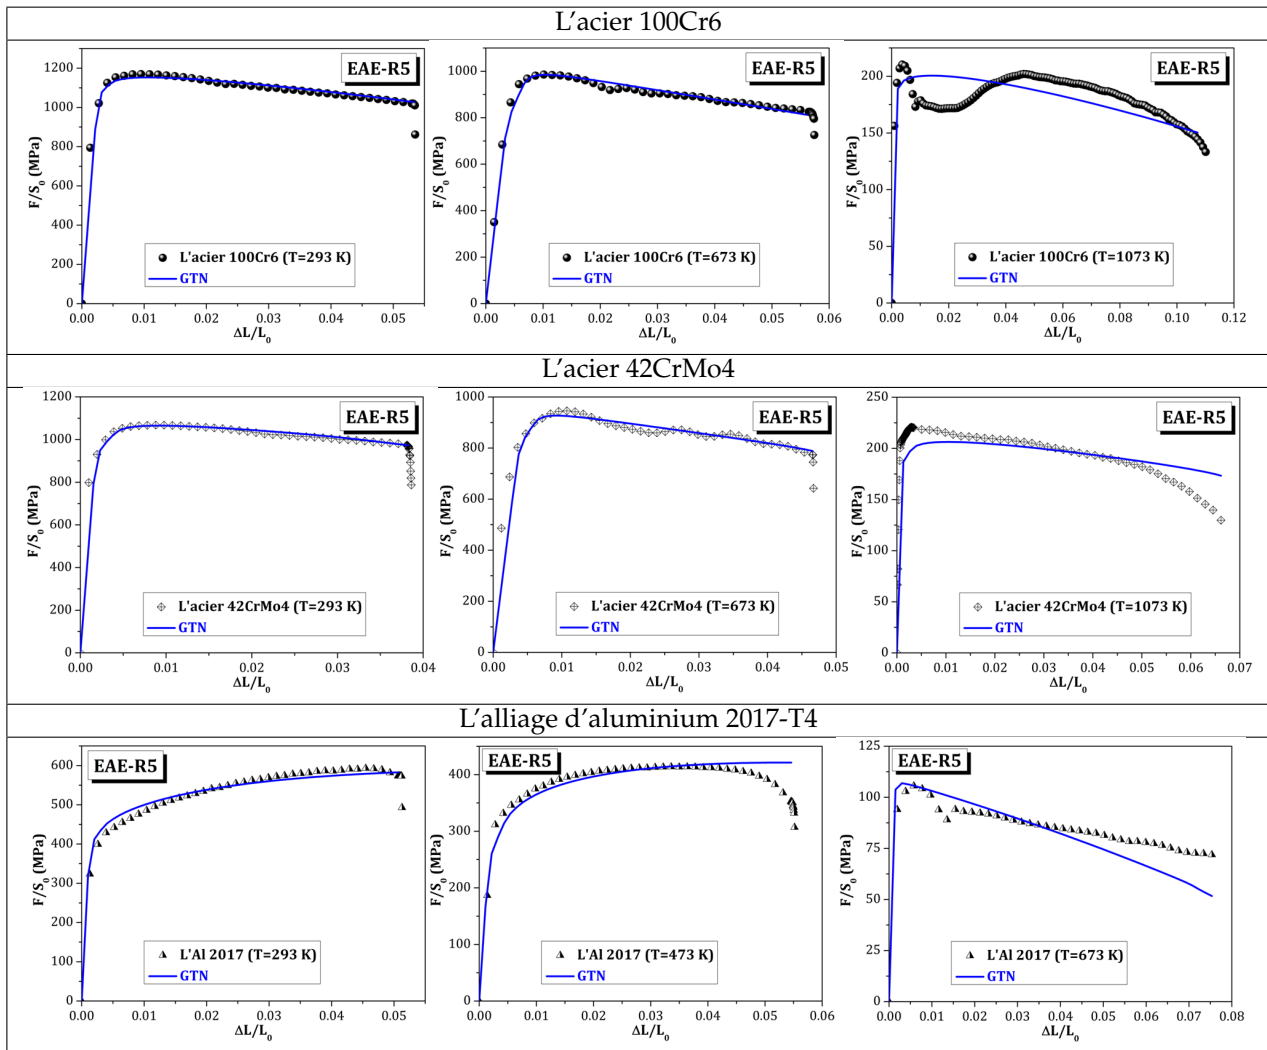 L'acier 100Cr6
EAE-R5
F/S0 (MPa)
1200
1000
800
600
400
200
0
L'acier 100Cr6 (T=293 K)
GTN
0.00 0.01 0.02 0.03 0.04 0.05
ΔL/L0
EAE-R5
F/S0 (MPa)
1000
800
600
400
200
0
L'acier 100Cr6 (T=673 K)
GTN
0.00 0.01 0.02 0.03 0.04 0.05 0.06
ΔL/L0
EAE-R5
F/S0 (MPa)
200
150
100
50
0
L'acier 100Cr6 (T=1073 K)
GTN
0.00 0.02 0.04 0.06 0.08 0.10 0.12
ΔL/L0
L'acier 42CrMo4
EAE-R5
F/S0 (MPa)
1200
1000
800
600
400
200
0
L'acier 42CrMo4 (T=293 K)
GTN
0.00 0.01 0.02 0.03 0.04
ΔL/L0
EAE-R5
F/S0 (MPa)
1000
800
600
400
200
0
L'acier 42CrMo4 (T=673 K)
GTN
0.00 0.01 0.02 0.03 0.04 0.05
ΔL/L0
EAE-R5
F/S0 (MPa)
250
200
150
100
50
0
L'acier 42CrMo4 (T=1073 K)
GTN
0.00 0.01 0.02 0.03 0.04 0.05 0.06 0.07
ΔL/L0
L'alliage d'aluminium 2017-T4
EAE-R5
F/S0 (MPa)
600
500
400
300
200
100
0
L'Al 2017 (T=293 K)
GTN
0.00 0.01 0.02 0.03 0.04 0.05
ΔL/L0
EAE-R5
F/S0 (MPa)
400
300
200
100
0
L'Al 2017 (T=473 K)
GTN
0.00 0.01 0.02 0.03 0.04 0.05 0.06
ΔL/L0
EAE-R5
F/S0 (MPa)
125
100
75
50
25
0
L'Al 2017 (T=673 K)
GTN
0.00 0.01 0.02 0.03 0.04 0.05 0.06 0.07 0.08
ΔL/L0